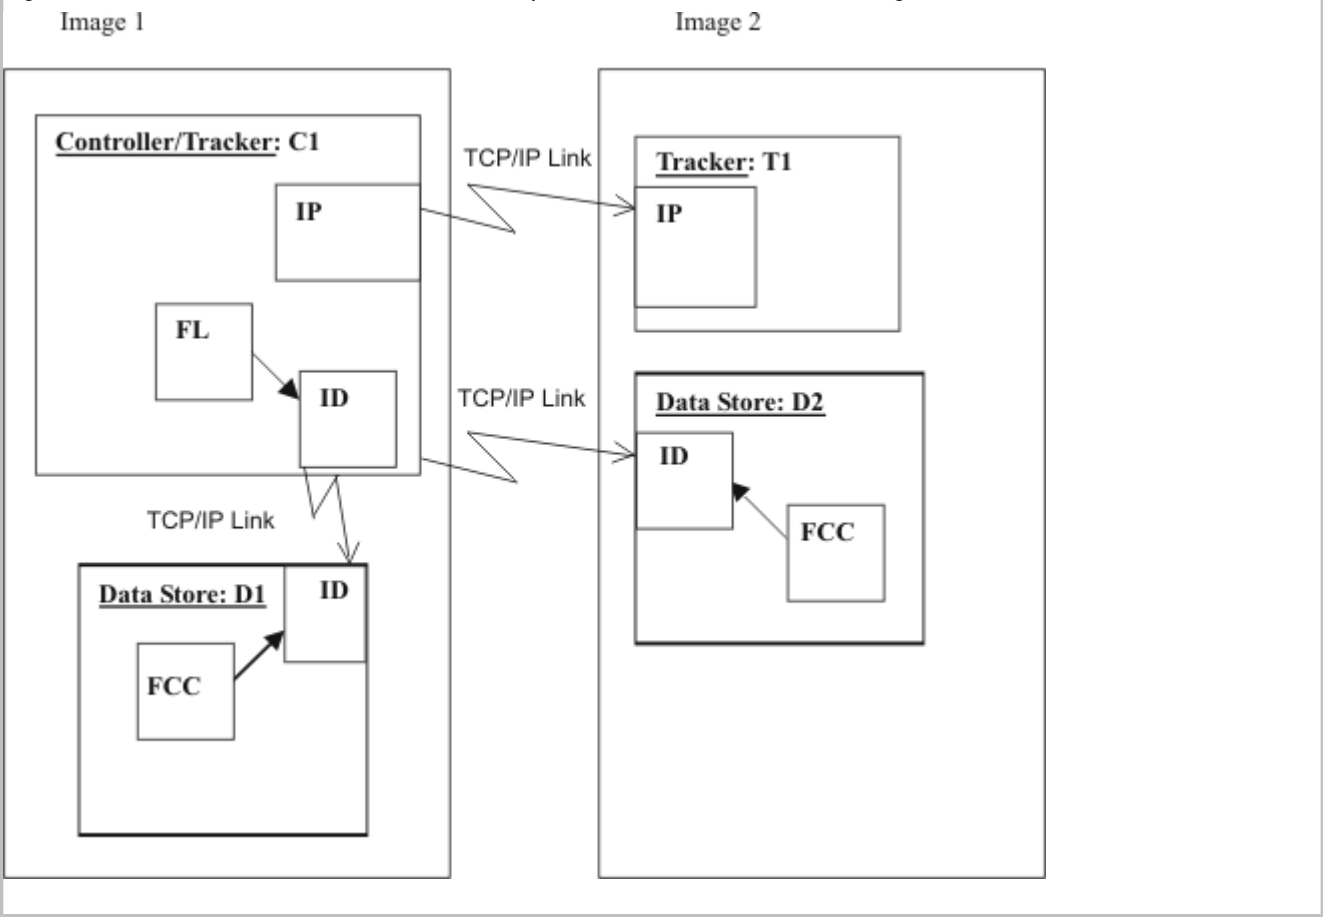 Image 1
Image 2
Controller/Tracker: C1
TCP/IP Link
Tracker: T1
IP
IP
FL
ID
TCP/IP Link
Data Store: D2
ID
TCP/IP Link
FCC
Data Store: D1
ID
FCC